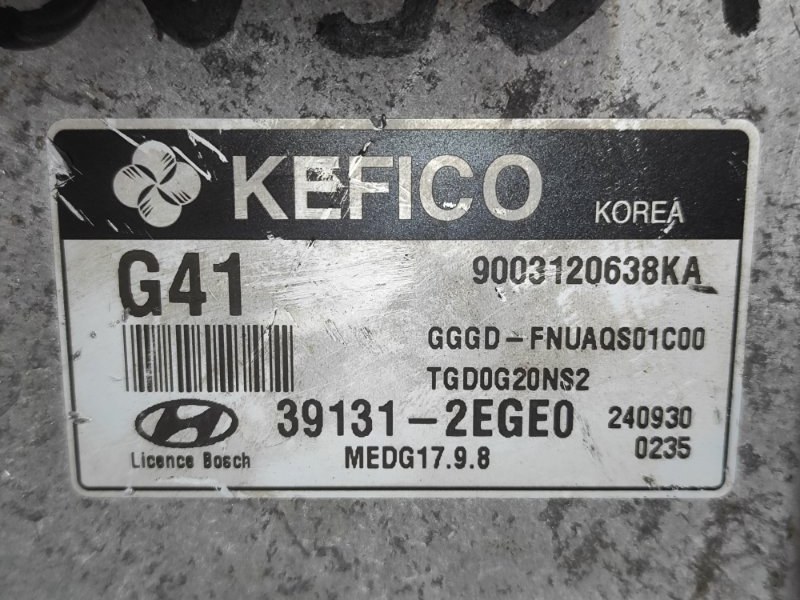 KEFICO KOREA
G41 9003120638KA
GGGD-FNUAQS01C00
TGD0G20NS2
39131-2EGE0 240930
Licence Bosch MEDG17.9.8 0235